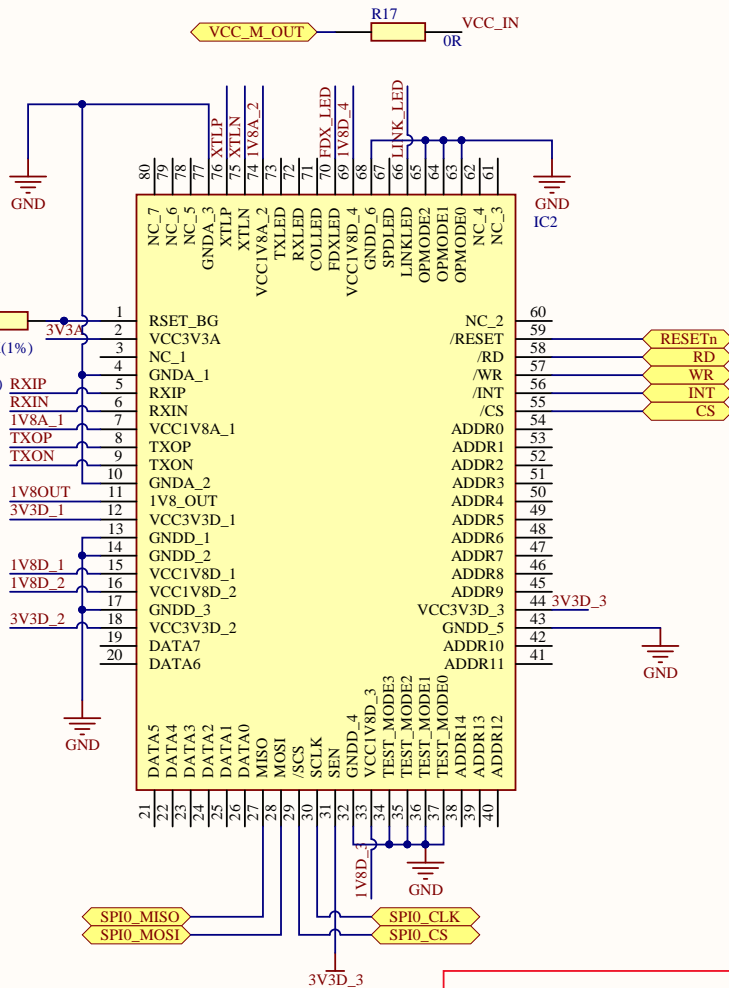 R17
VCC_M_OUT
VCC_IN
0R
XTLP
XTLN
1V8A_2
FDX_LED
1V8D_4
LINK_LED
GND
GND
80
79
78
77
76
75
74
73
72
71
70
69
68
67
66
65
64
63
62
61
IC2
NC_7
NC_6
NC_5
GNDA_3
XTLP
XTLN
VCC1V8A_2
TXLED
RXLED
COLLED
FDXLED
VCC1V8D_4
GNDD_6
SPDLED
LINKLED
OPMODE2
OPMODE1
OPMODE0
NC_4
NC_3
1 RSET_BG
3V3A 2 VCC3V3A
(1%) 3 NC_1
4 GNDA_1
) RXIP 5 RXIP
RXIN 6 RXIN
1V8A_1 7 VCC1V8A_1
TXOP 8 TXOP
TXON 9 TXON
10 GNDA_2
1V8OUT 11 1V8_OUT
3V3D_1 12 VCC3V3D_1
13 GNDD_1
14 GNDD_2
1V8D_1 15 VCC1V8D_1
1V8D_2 16 VCC1V8D_2
17 GNDD_3
3V3D_2 18 VCC3V3D_2
19 DATA7
20 DATA6
GND
NC_2 60
/RESET 59 RESETn
/RD 58 RD
/WR 57 WR
/INT 56 INT
/CS 55 CS
ADDR0 54
ADDR1 53
ADDR2 52
ADDR3 51
ADDR4 50
ADDR5 49
ADDR6 48
ADDR7 47
ADDR8 46
ADDR9 45
VCC3V3D_3 44 3V3D_3
GNDD_5 43
ADDR10 42
ADDR11 41
GND
DATA5
DATA4
DATA3
DATA2
DATA1
DATA0
MISO
MOSI
/SCS
SCLK
SEN
GNDD_4
VCC1V8D_3
TEST_MODE3
TEST_MODE2
TEST_MODE1
TEST_MODE0
ADDR14
ADDR13
ADDR12
21
22
23
24
25
26
27
28
29
30
31
32
33
34
35
36
37
38
39
40
1V8D_3
GND
SPI0_MISO
SPI0_MOSI
SPI0_CLK
SPI0_CS
3V3D_3